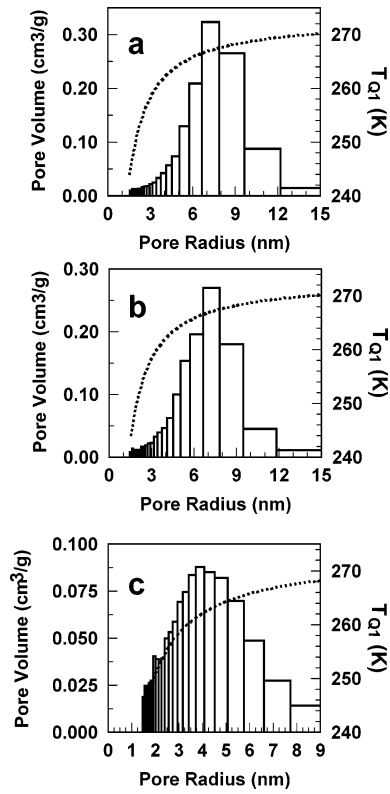 a
Pore Volume (cm3/g)
0.30
0.20
0.10
0.00
270
260
250
240
TQ1 (K)
0 3 6 9 12 15
Pore Radius (nm)
b
Pore Volume (cm3/g)
0.30
0.20
0.10
0.00
270
260
250
240
TQ1 (K)
0 3 6 9 12 15
Pore Radius (nm)
c
Pore Volume (cm3/g)
0.100
0.075
0.050
0.025
0.000
270
260
250
240
TQ1 (K)
0 1 2 3 4 5 6 7 8 9
Pore Radius (nm)